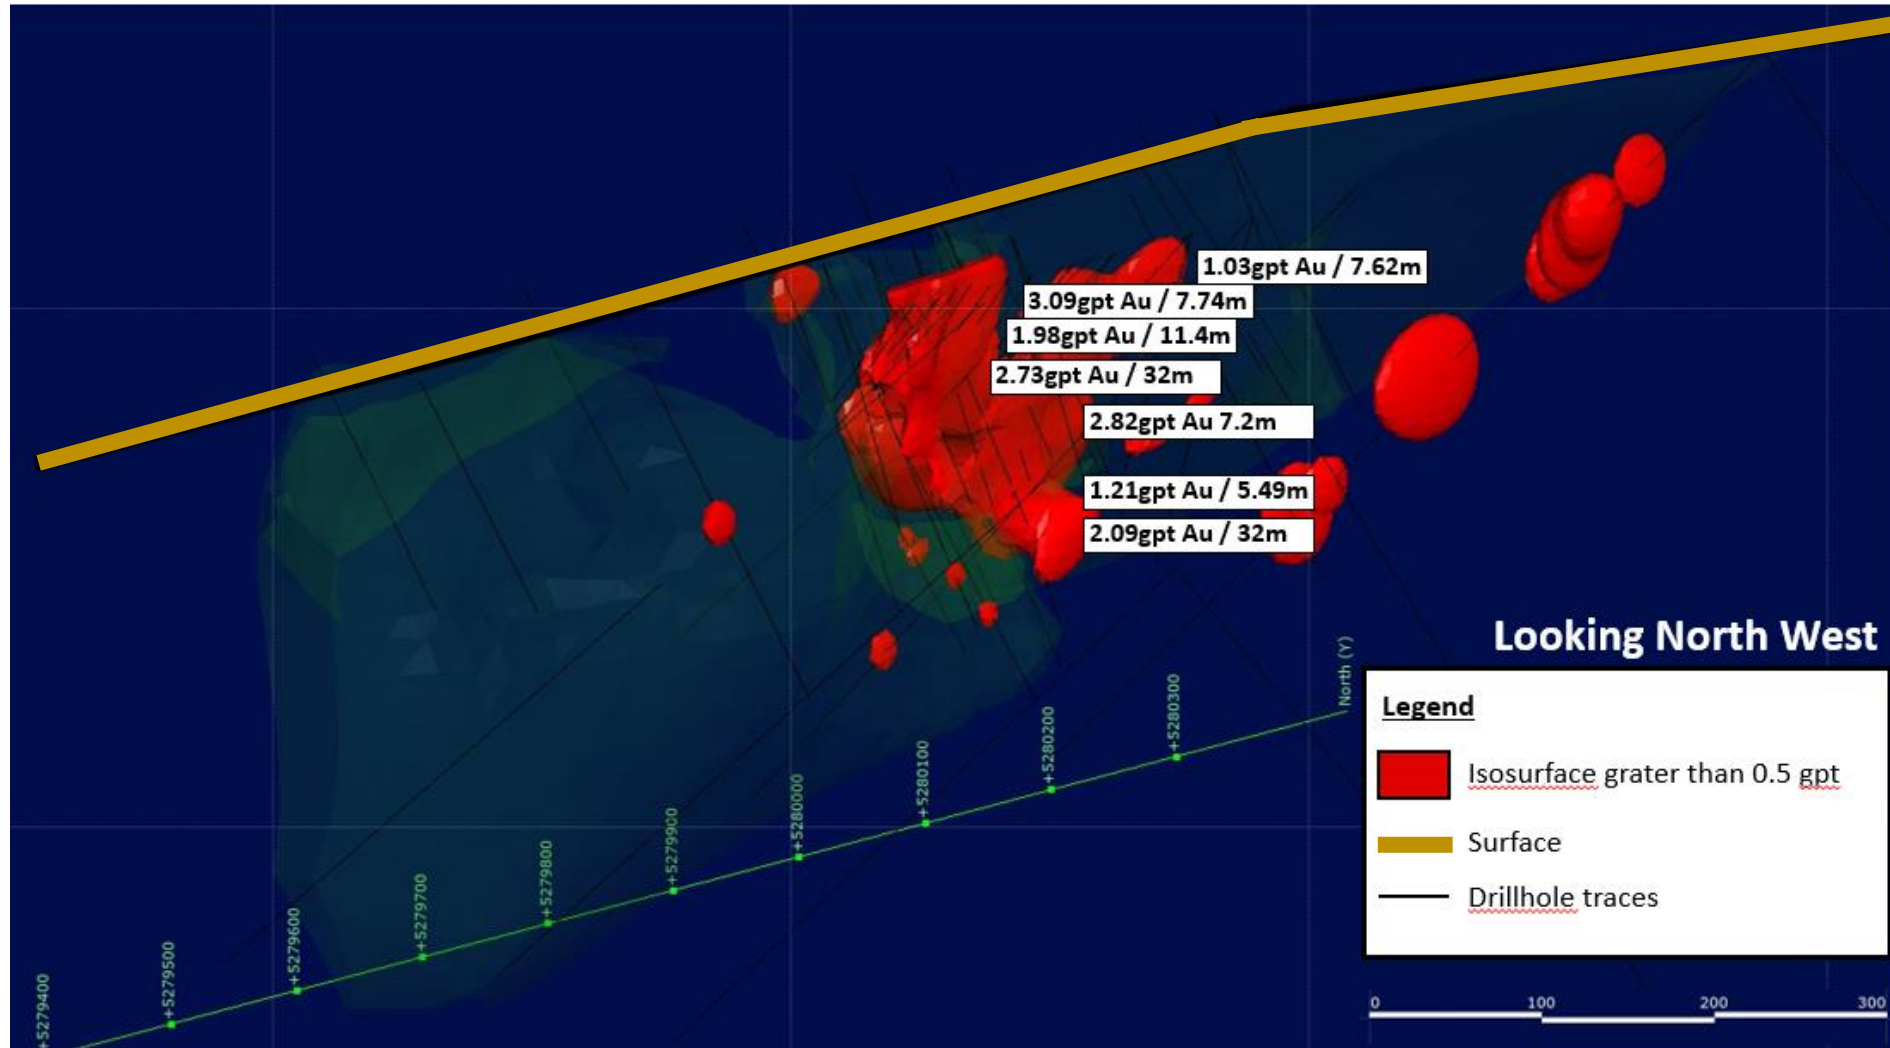 1.03gpt Au / 7.62m
3.09gpt Au / 7.74m
1.98gpt Au / 11.4m
2.73gpt Au / 32m
2.82gpt Au 7.2m
1.21gpt Au / 5.49m
2.09gpt Au / 32m
Looking North West
Legend
Isosurface grater than 0.5 gpt
Surface
Drillhole traces
+5279400
+5279500
+5279600
+5279700
+5279800
+5279900
+5280000
+5280100
+5280200
+5280300
North (Y)
0 100 200 300